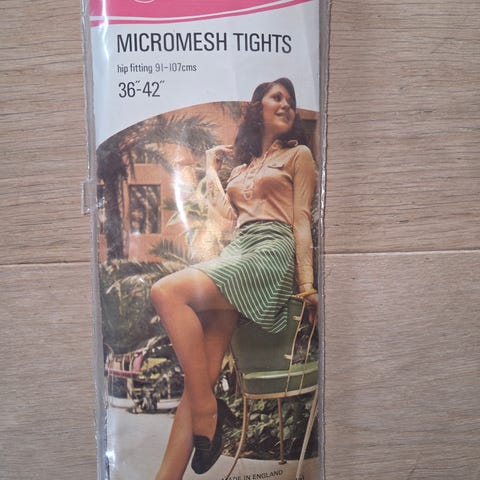 MICROMESH TIGHTS
hip fitting 91-107cms
36"-42"
MADE IN ENGLAND